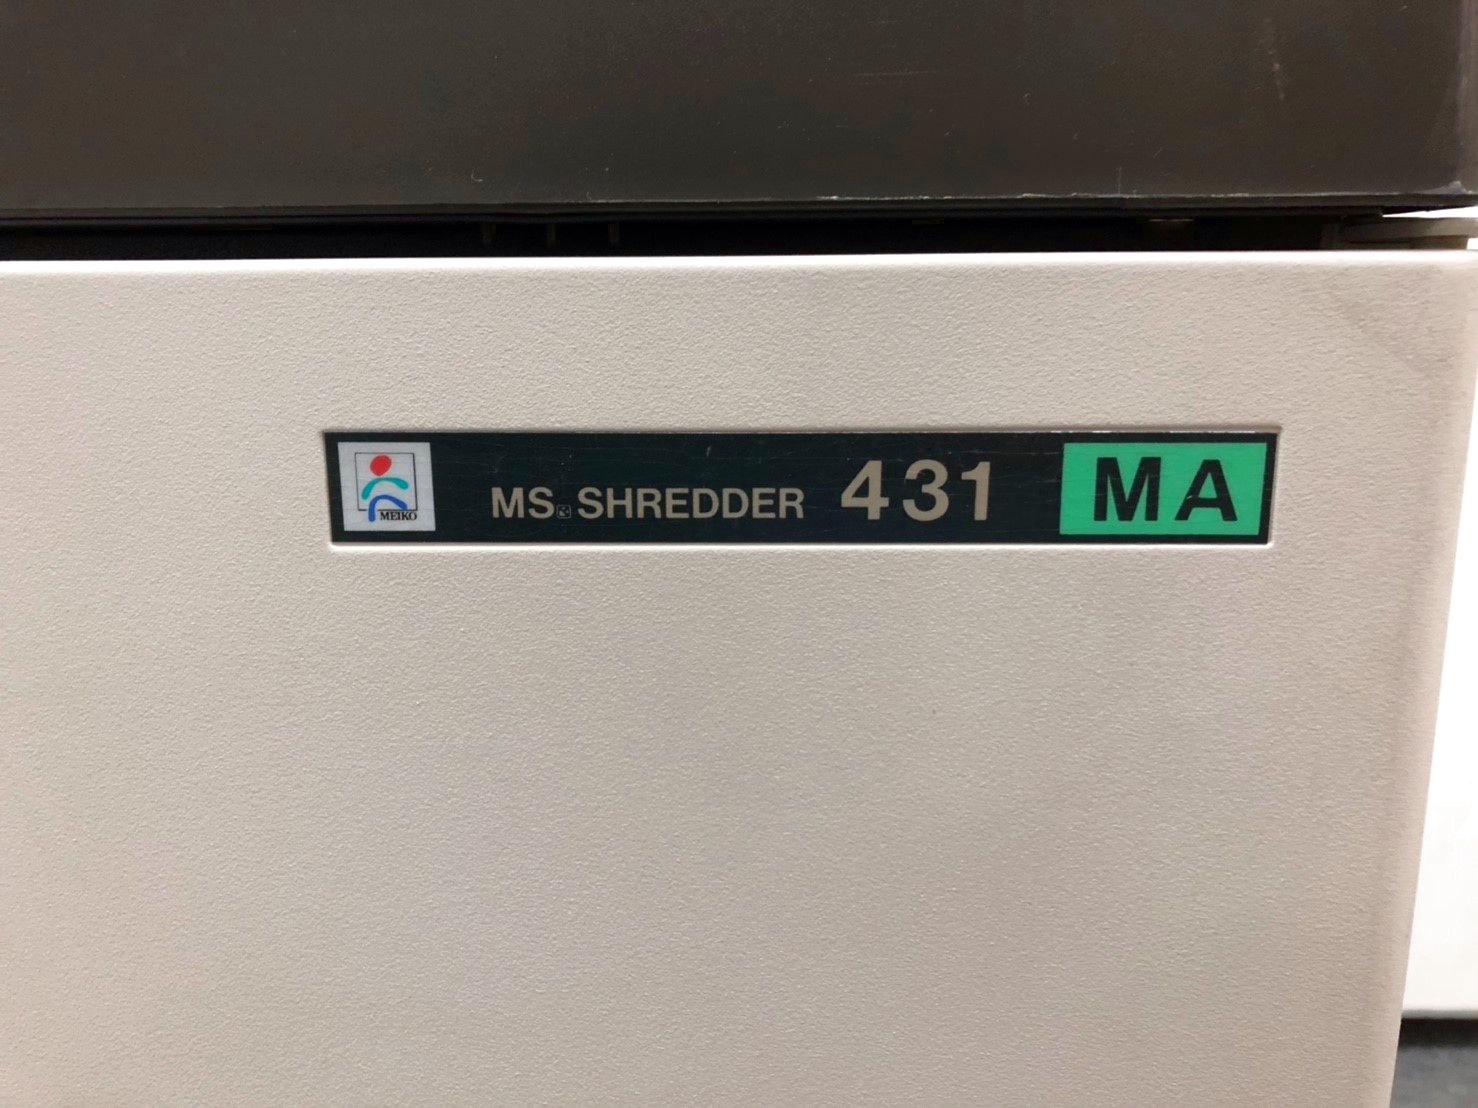 MEIKO
MS. SHREDDER 431 MA